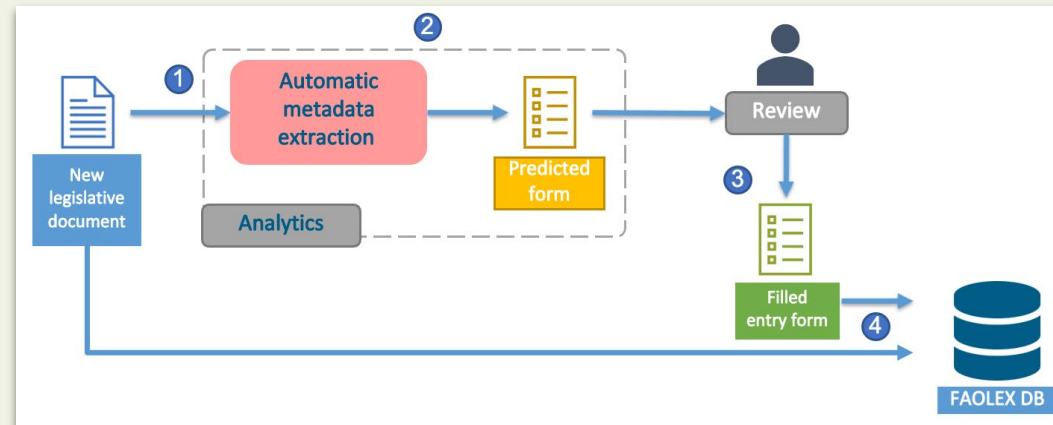 2
1
Automatic
metadata
extraction
Review
New
legislative
document
Predicted
form
Analytics
3
Filled
entry form
4
FAOLEX DB